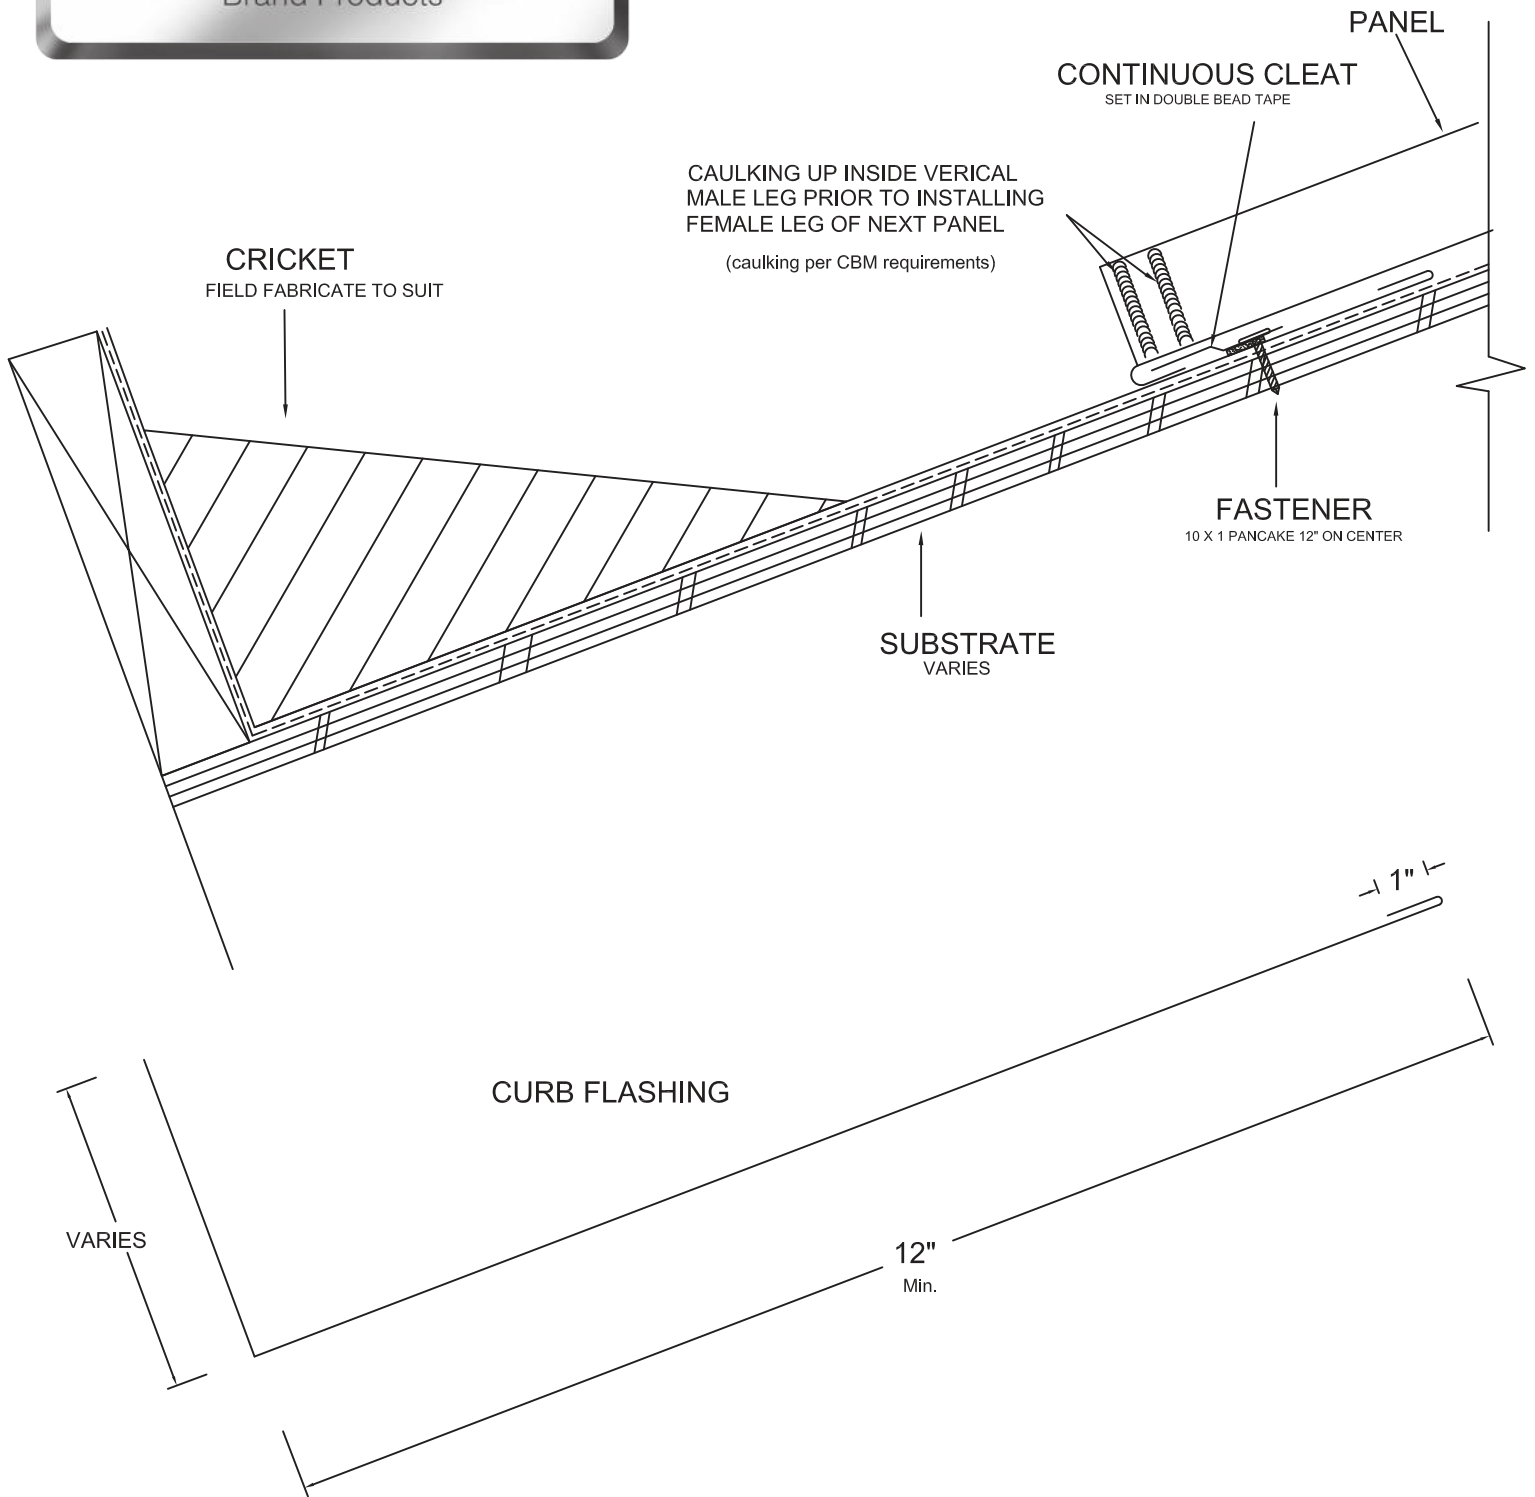 Brand Products
PANEL
CONTINUOUS CLEAT
SET IN DOUBLE BEAD TAPE
CAULKING UP INSIDE VERICAL
MALE LEG PRIOR TO INSTALLING
FEMALE LEG OF NEXT PANEL
(caulking per CBM requirements)
CRICKET
FIELD FABRICATE TO SUIT
FASTENER
10 X 1 PANCAKE 12" ON CENTER
SUBSTRATE
VARIES
1"
CURB FLASHING
VARIES
12"
Min.